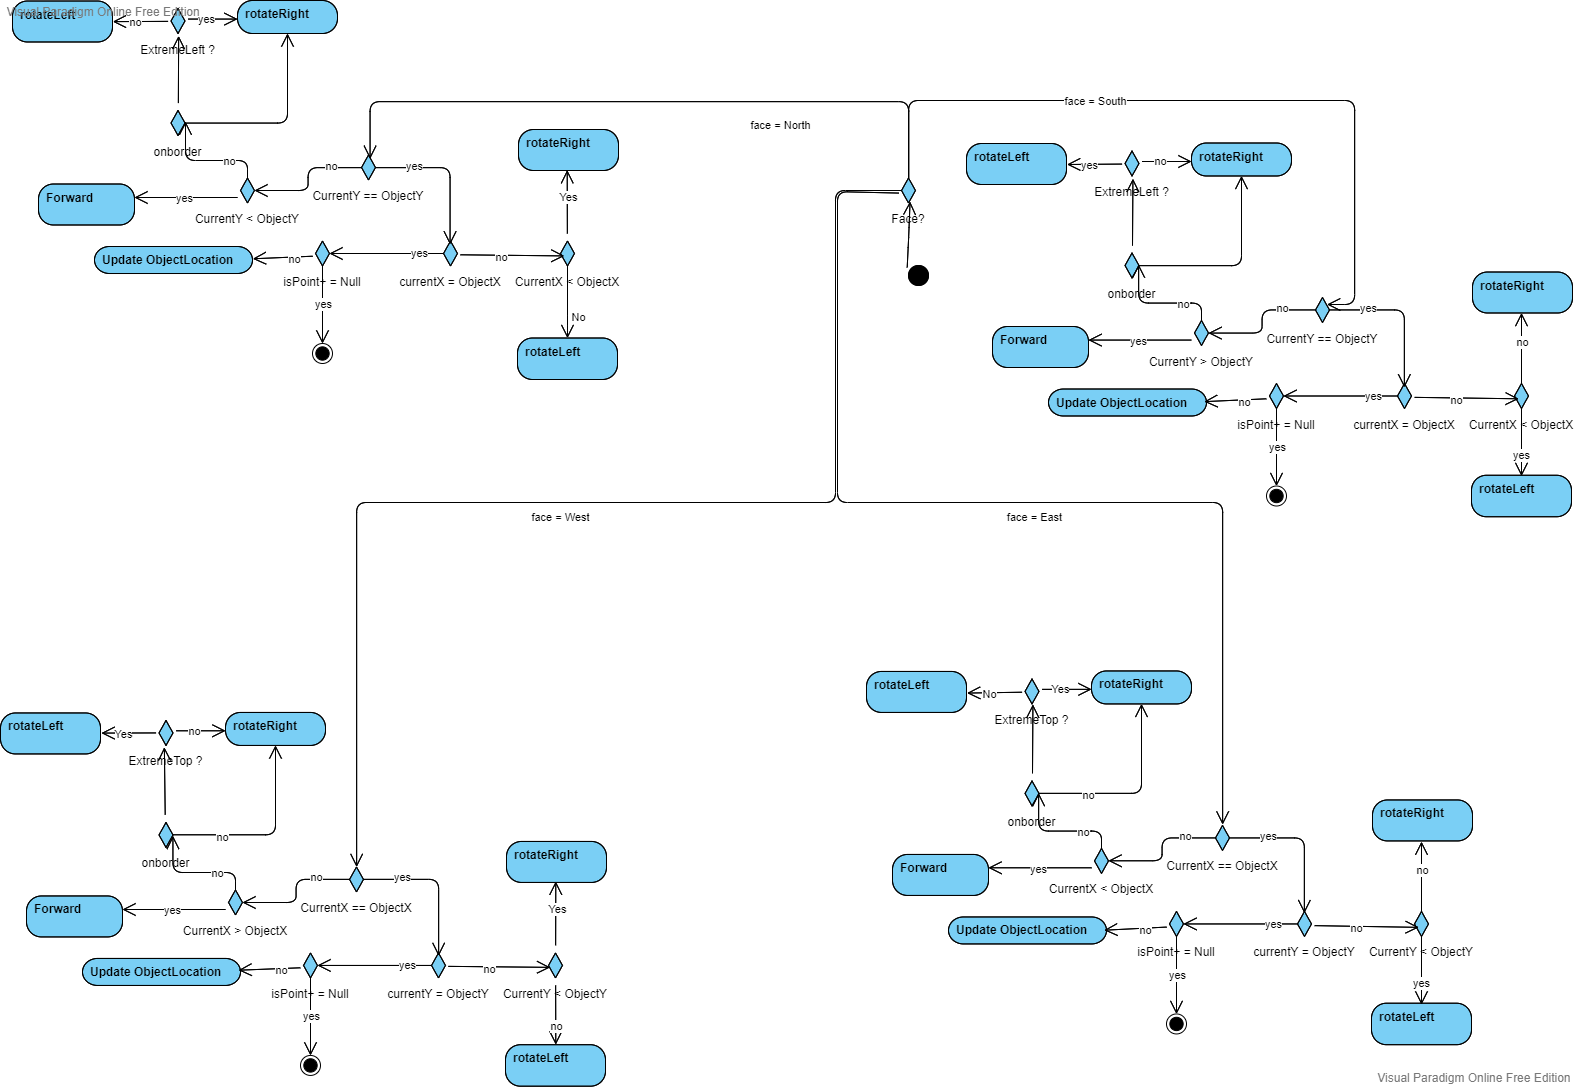 Visual Paradigm Online Free Edition
rotateLeft
no
yes
rotateRight
ExtremeLeft ?
onborder
no
Forward
yes
CurrentY < ObjectY
no
yes
CurrentY == ObjectY
face = North
rotateRight
Yes
Update ObjectLocation
no
isPoint+ = Null
yes
yes
currentX = ObjectX
no
CurrentX < ObjectX
No
rotateLeft
Face?
face = South
rotateLeft
yes
no
rotateRight
ExtremeLeft ?
onborder
no
Forward
yes
CurrentY > ObjectY
no
yes
CurrentY == ObjectY
rotateRight
no
Update ObjectLocation
no
isPoint+ = Null
yes
yes
currentX = ObjectX
no
CurrentX < ObjectX
yes
rotateLeft
face = West
face = East
rotateLeft
Yes
no
rotateRight
ExtremeTop ?
no
onborder
no
Forward
yes
CurrentX > ObjectX
no
yes
CurrentX == ObjectX
rotateRight
Yes
Update ObjectLocation
no
isPoint+ = Null
yes
yes
currentY = ObjectY
no
CurrentY < ObjectY
no
rotateLeft
rotateLeft
No
Yes
rotateRight
ExtremeTop ?
no
onborder
no
Forward
yes
CurrentX < ObjectX
no
yes
CurrentX == ObjectX
rotateRight
no
Update ObjectLocation
no
isPoint+ = Null
yes
yes
currentY = ObjectY
no
CurrentY < ObjectY
yes
rotateLeft
Visual Paradigm Online Free Edition